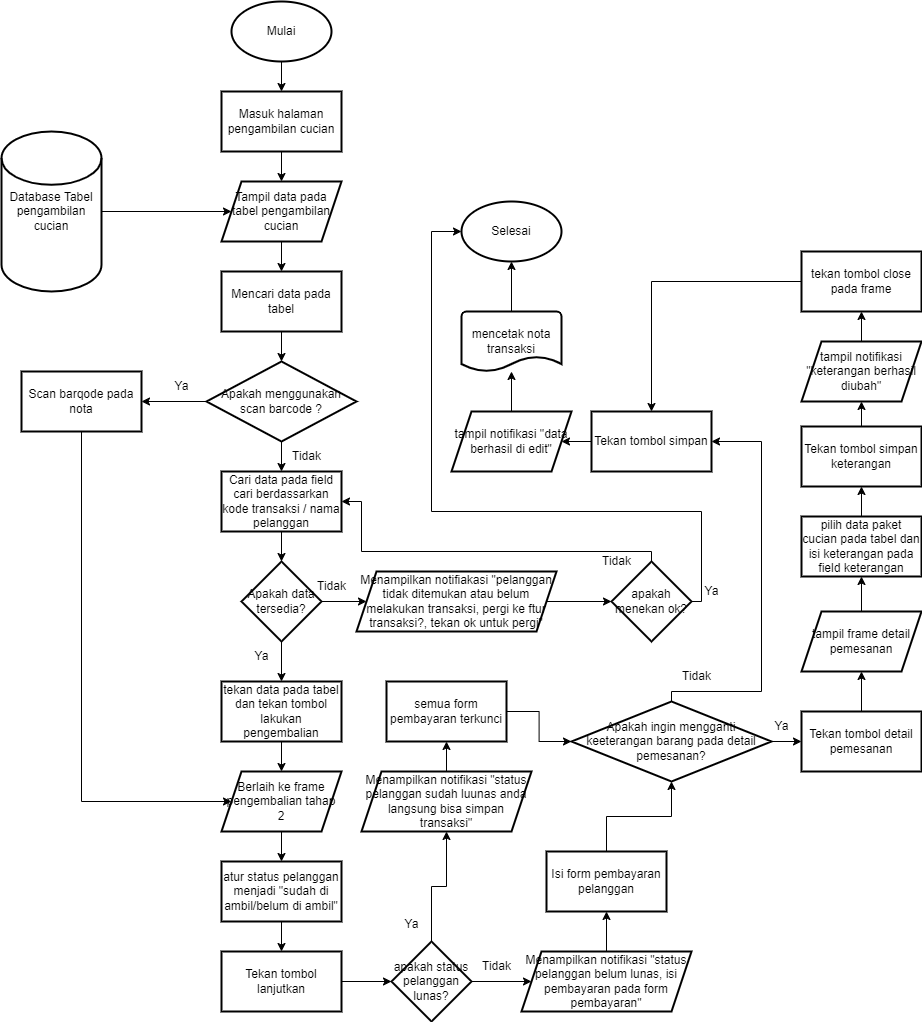 Mulai
Masuk halaman
pengambilan cucian
Database Tabel
pengambilan
cucian
Tampil data pada
tabel pengambilan
cucian
Mencari data pada
tabel
Apakah menggunakan
scan barcode ?
Ya
Scan barqode pada
nota
Tidak
Cari data pada field
cari berdassarkan
kode transaksi / nama
pelanggan
Apakah data
tersedia?
Tidak
Menampilkan notifiakasi "pelanggan
tidak ditemukan atau belum
melakukan transaksi, pergi ke ftur
transaksi?, tekan ok untuk pergi"
Tidak
apakah
menekan ok?
Ya
Selesai
mencetak nota
transaksi
tampil notifikasi "data
berhasil di edit"
Tekan tombol simpan
Ya
tekan data pada tabel
dan tekan tombol
lakukan
pengembalian
Berlaih ke frame
pengembalian tahap
2
atur status pelanggan
menjadi "sudah di
ambil/belum di ambil"
Tekan tombol
lanjutkan
apakah status
pelanggan
lunas?
Ya
Menampilkan notifikasi "status
pelanggan sudah luunas anda
langsung bisa simpan
transaksi"
semua form
pembayaran terkunci
Tidak
Menampilkan notifikasi "status
pelanggan belum lunas, isi
pembayaran pada form
pembayaran"
Isi form pembayaran
pelanggan
Apakah ingin mengganti
keeterangan barang pada detail
pemesanan?
Tidak
Ya
Tekan tombol detail
pemesanan
tampil frame detail
pemesanan
pilih data paket
cucian pada tabel dan
isi keterangan pada
field keterangan
Tekan tombol simpan
keterangan
tampil notifikasi
"keterangan berhasil
diubah"
tekan tombol close
pada frame